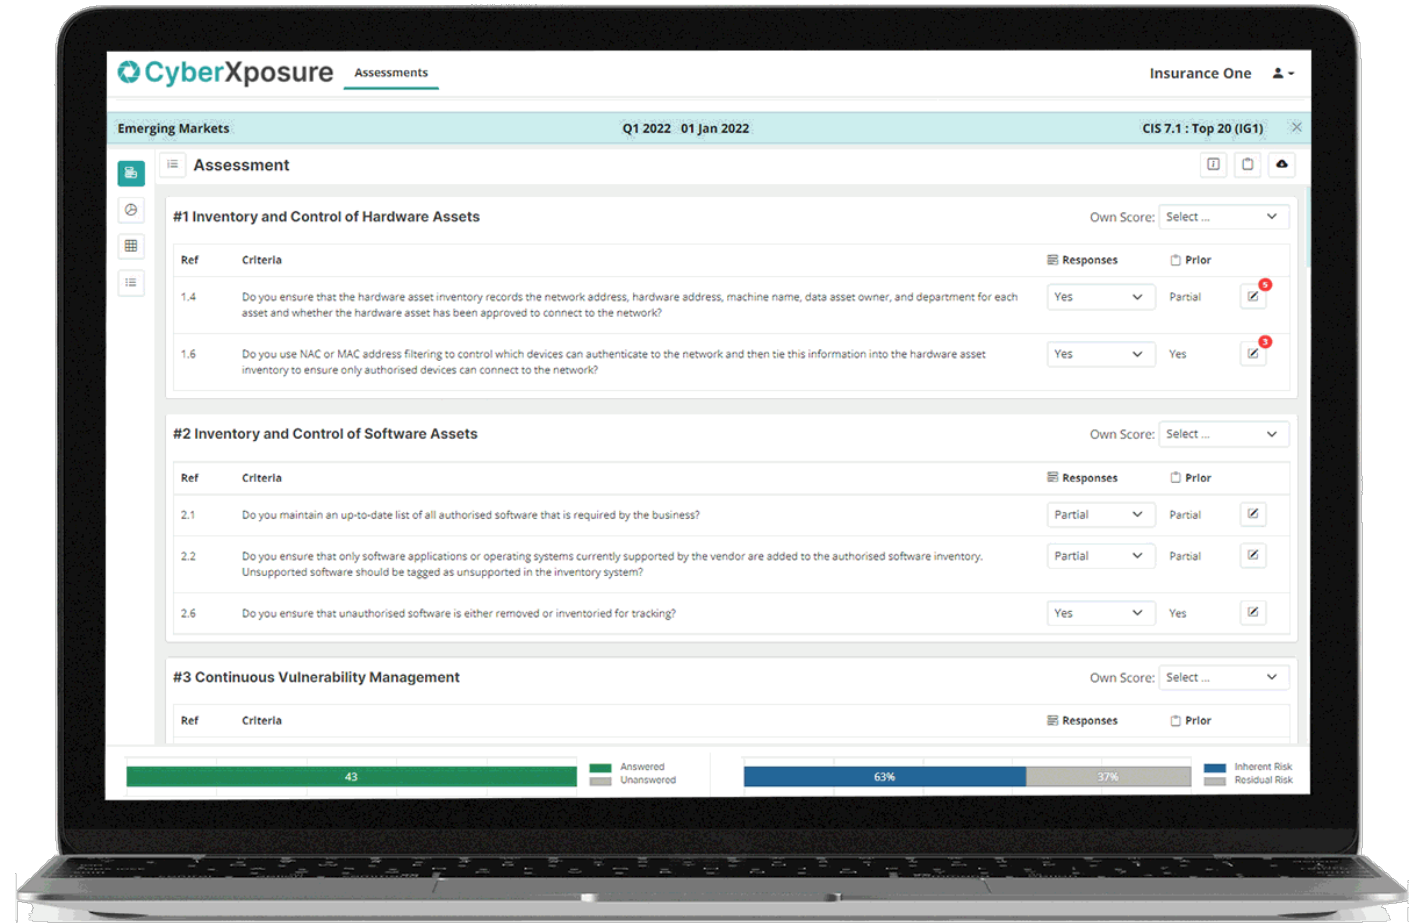 CyberXposure Assessments Insurance One
Emerging Markets Q1 2022 01 Jan 2022 CIS 7.1 : Top 20 (IG1)
Assessment
#1 Inventory and Control of Hardware Assets Own Score: Select ...
Ref Criteria Responses Prior
1.4 Do you ensure that the hardware asset inventory records the network address, hardware address, machine name, data asset owner, and department for each Yes Partial 5
asset and whether the hardware asset has been approved to connect to the network?
1.6 Do you use NAC or MAC address filtering to control which devices can authenticate to the network and then tie this information into the hardware asset Yes Yes 3
inventory to ensure only authorised devices can connect to the network?
#2 Inventory and Control of Software Assets Own Score: Select ...
Ref Criteria Responses Prior
2.1 Do you maintain an up-to-date list of all authorised software that is required by the business? Partial Partial
2.2 Do you ensure that only software applications or operating systems currently supported by the vendor are added to the authorised software inventory. Partial Partial
Unsupported software should be tagged as unsupported in the inventory system?
2.6 Do you ensure that unauthorised software is either removed or inventoried for tracking? Yes Yes
#3 Continuous Vulnerability Management Own Score: Select ...
Ref Criteria Responses Prior
43 Answered 63% 37% Inherent Risk
Unanswered Residual Risk